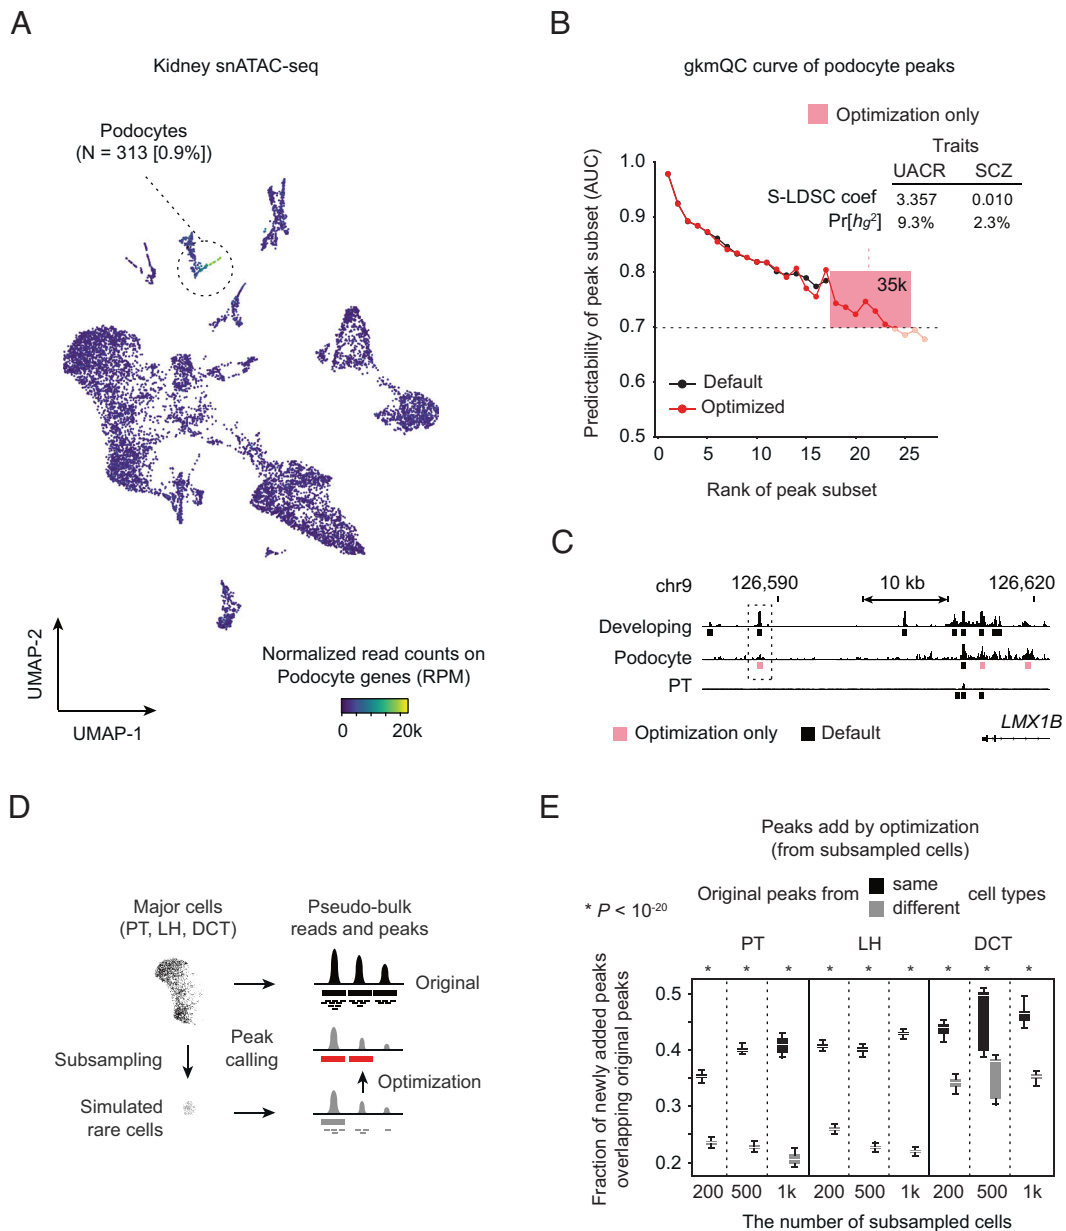 A
Kidney snATAC-seq
Podocytes
(N = 313 [0.9%])
UMAP-2
UMAP-1
Normalized read counts on
Podocyte genes (RPM)
0 20k
B
gkmQC curve of podocyte peaks
Optimization only
Traits
UACR SCZ
S-LDSC coef 3.357 0.010
Pr[hg²] 9.3% 2.3%
Predictability of peak subset (AUC)
1.0
0.9
0.8
0.7
0.6
0.5
35k
Default
Optimized
0 5 10 15 20 25
Rank of peak subset
C
chr9 126,590 10 kb 126,620
Developing
Podocyte
PT
LMX1B
Optimization only Default
D
Major cells
(PT, LH, DCT)
Pseudo-bulk
reads and peaks
Original
Subsampling
Peak
calling
Optimization
Simulated
rare cells
E
Peaks add by optimization
(from subsampled cells)
Original peaks from same cell types
different
* P < 10⁻²⁰
PT LH DCT
* * * * * * * * *
Fraction of newly added peaks
overlapping original peaks
0.5
0.4
0.3
0.2
200 500 1k 200 500 1k 200 500 1k
The number of subsampled cells